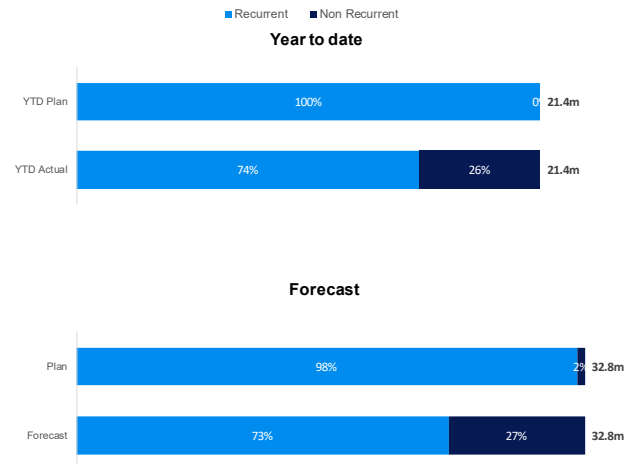 Recurrent Non Recurrent
Year to date
YTD Plan 100% 0% 21.4m
YTD Actual 74% 26% 21.4m
Forecast
Plan 98% 2% 32.8m
Forecast 73% 27% 32.8m